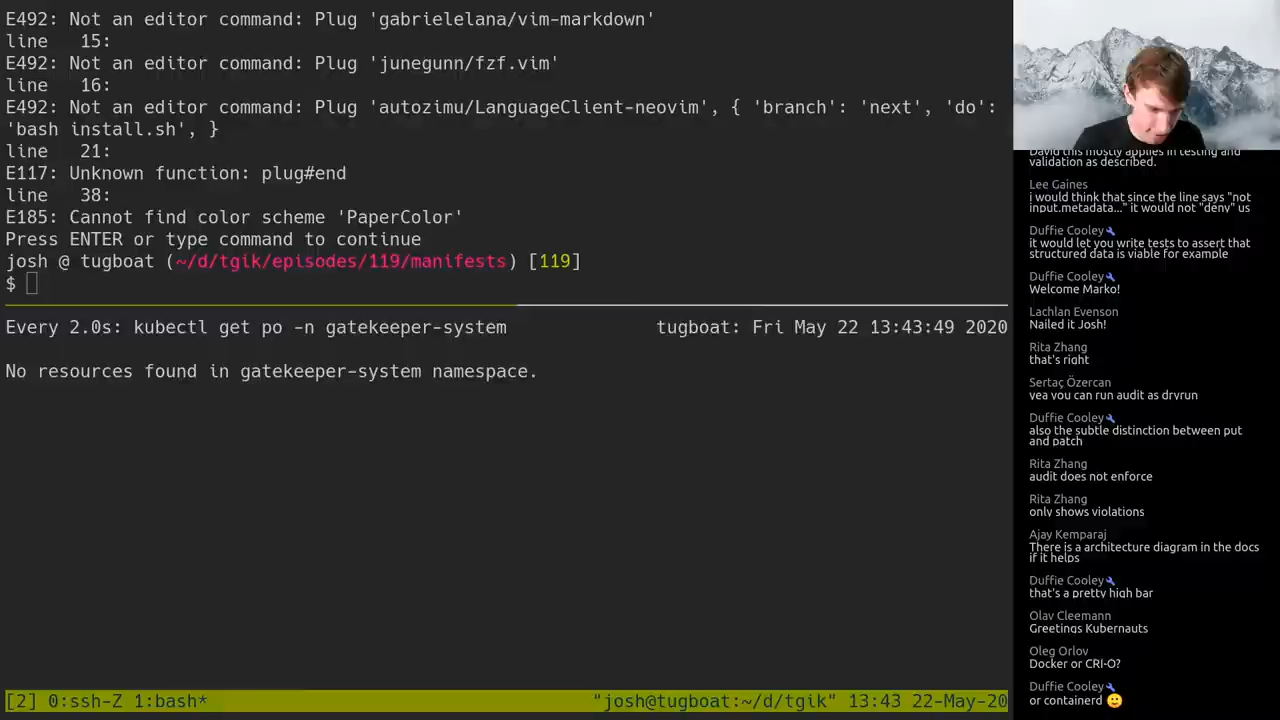 E492: Not an editor command: Plug 'gabrielelana/vim-markdown'
line   15:
E492: Not an editor command: Plug 'junegunn/fzf.vim'
line   16:
E492: Not an editor command: Plug 'autozimu/LanguageClient-neovim', { 'branch': 'next', 'do':
'bash install.sh', }
line   21:
E117: Unknown function: plug#end
line   38:
E185: Cannot find color scheme 'PaperColor'
Press ENTER or type command to continue
josh @ tugboat (~/d/tgik/episodes/119/manifests) [119]
$
Every 2.0s: kubectl get po -n gatekeeper-system tugboat: Fri May 22 13:43:49 2020
No resources found in gatekeeper-system namespace.
[2] 0:ssh-Z 1:bash* "josh@tugboat:~/d/tgik" 13:43 22-May-20
David this mostly applies in testing and
validation as described.
Lee Gaines
i would think that since the line says "not
input.metadata..." it would not "deny" us
Duffie Cooley
it would let you write tests to assert that
structured data is viable for example
Duffie Cooley
Welcome Marko!
Lachlan Evenson
Nailed it Josh!
Rita Zhang
that's right
Sertaç Özercan
yea you can run audit as dryrun
Duffie Cooley
also the subtle distinction between put
and patch
Rita Zhang
audit does not enforce
Rita Zhang
only shows violations
Ajay Kemparaj
There is a architecture diagram in the docs
if it helps
Duffie Cooley
that's a pretty high bar
Olav Cleemann
Greetings Kubernauts
Oleg Orlov
Docker or CRI-O?
Duffie Cooley
or containerd 🙂